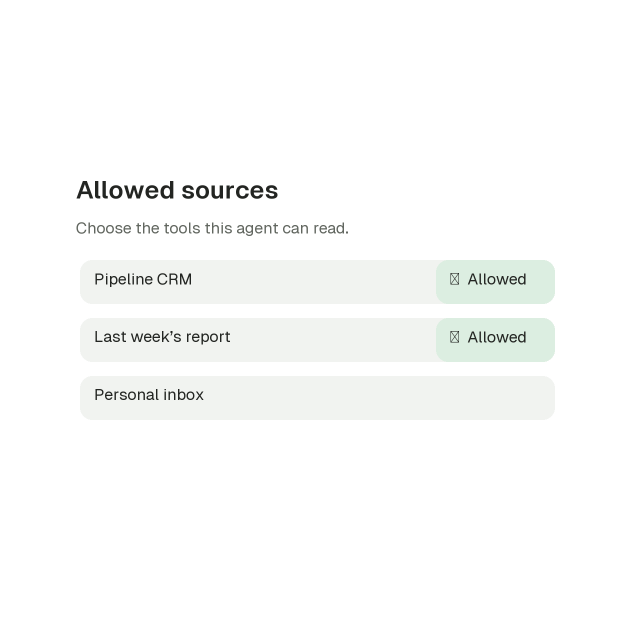 Allowed sources
Choose the tools this agent can read.
Pipeline CRM Allowed
Last week’s report Allowed
Personal inbox